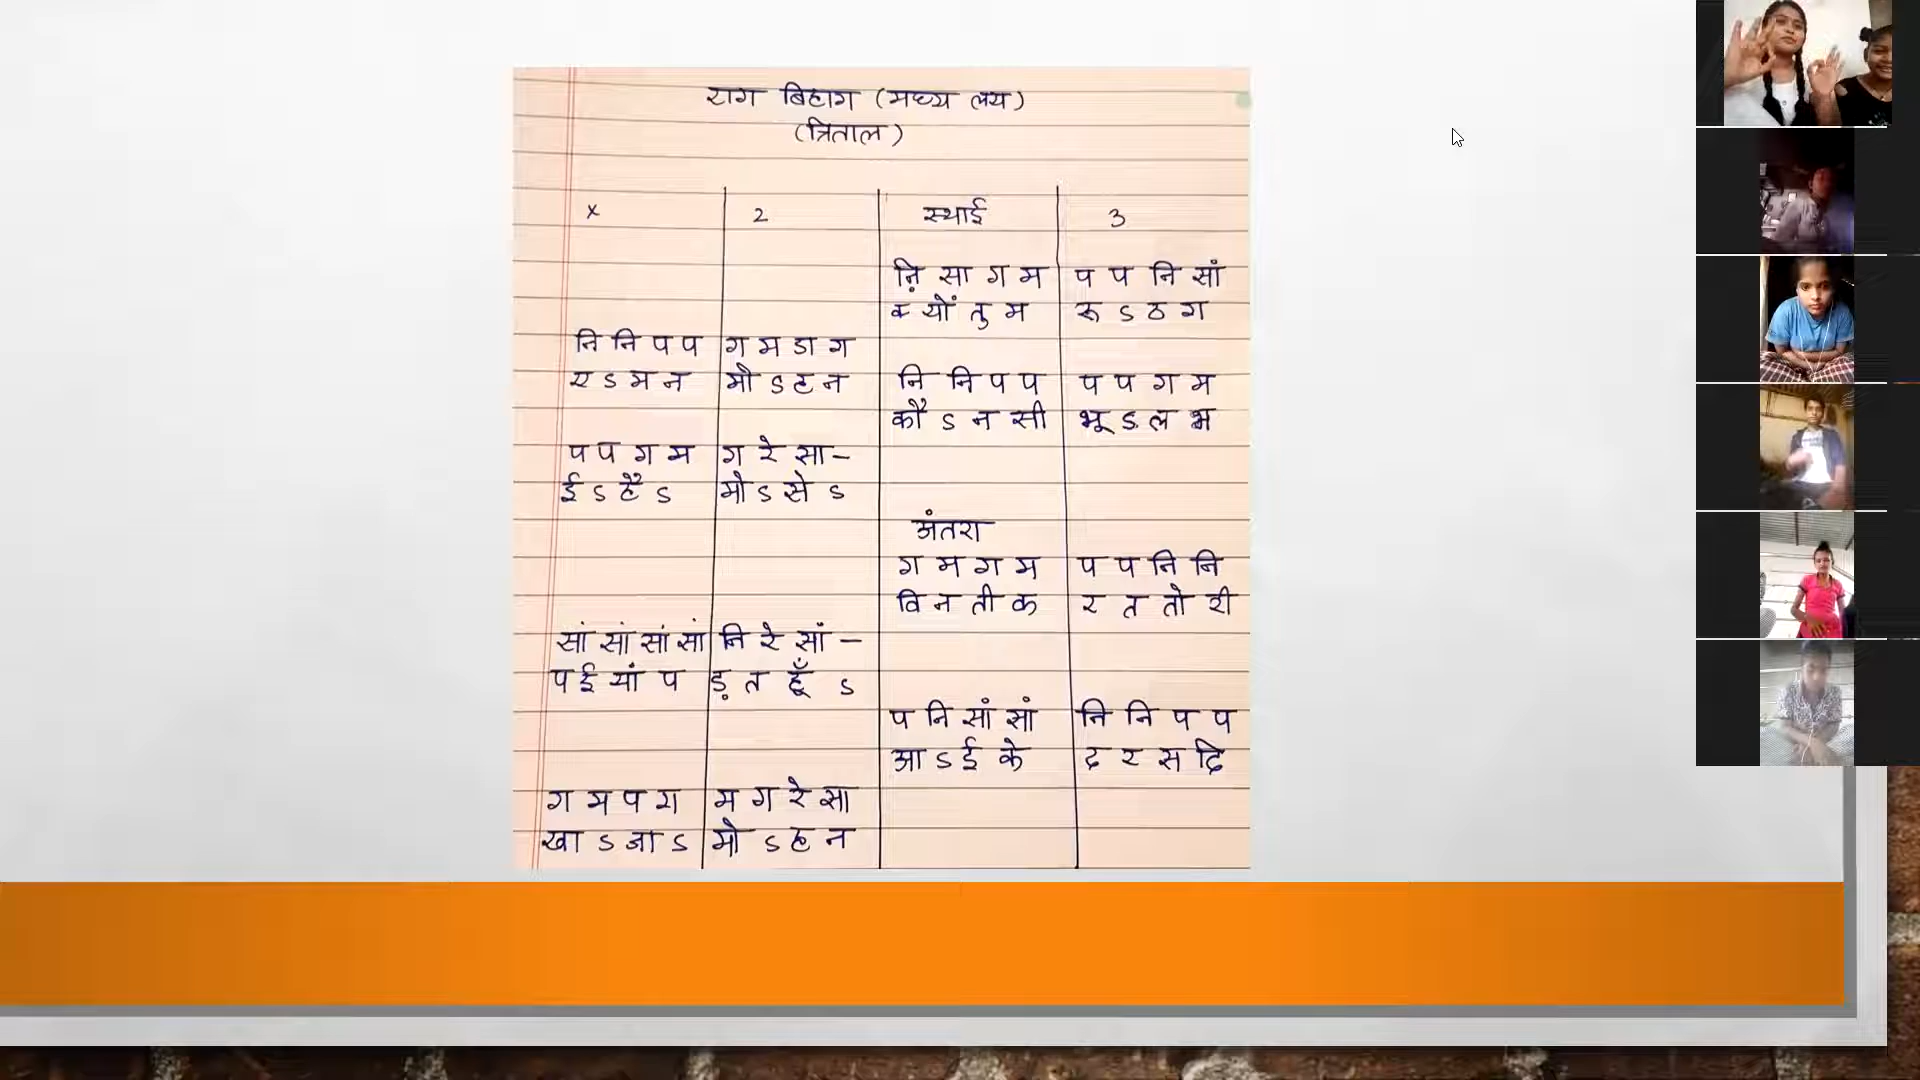 राग बिहाग (मध्य लय)
(त्रिताल)
x 2 स्थाई 3
ऩि सा ग म प प नि सां
क यों तु म रू ऽ ठ ग
नि नि प प ग म ग
ए ऽ म न मो ऽ ह न
नि नि प प प प ग म
कौ ऽ न सी भू ऽ ल भ
प प ग म ग रे सा –
ई ऽ है ऽ मो ऽ से ऽ
अंतरा
ग म ग म प प नि नि
वि न ती क र त तो री
सां सां सां सां नि रे सां –
प ई यां प ड़ त हूँ ऽ
प नि सां सां नि नि प प
आ ऽ ई के द र स दि
ग म प ग म ग रे सा
खा ऽ जा ऽ मो ऽ ह न